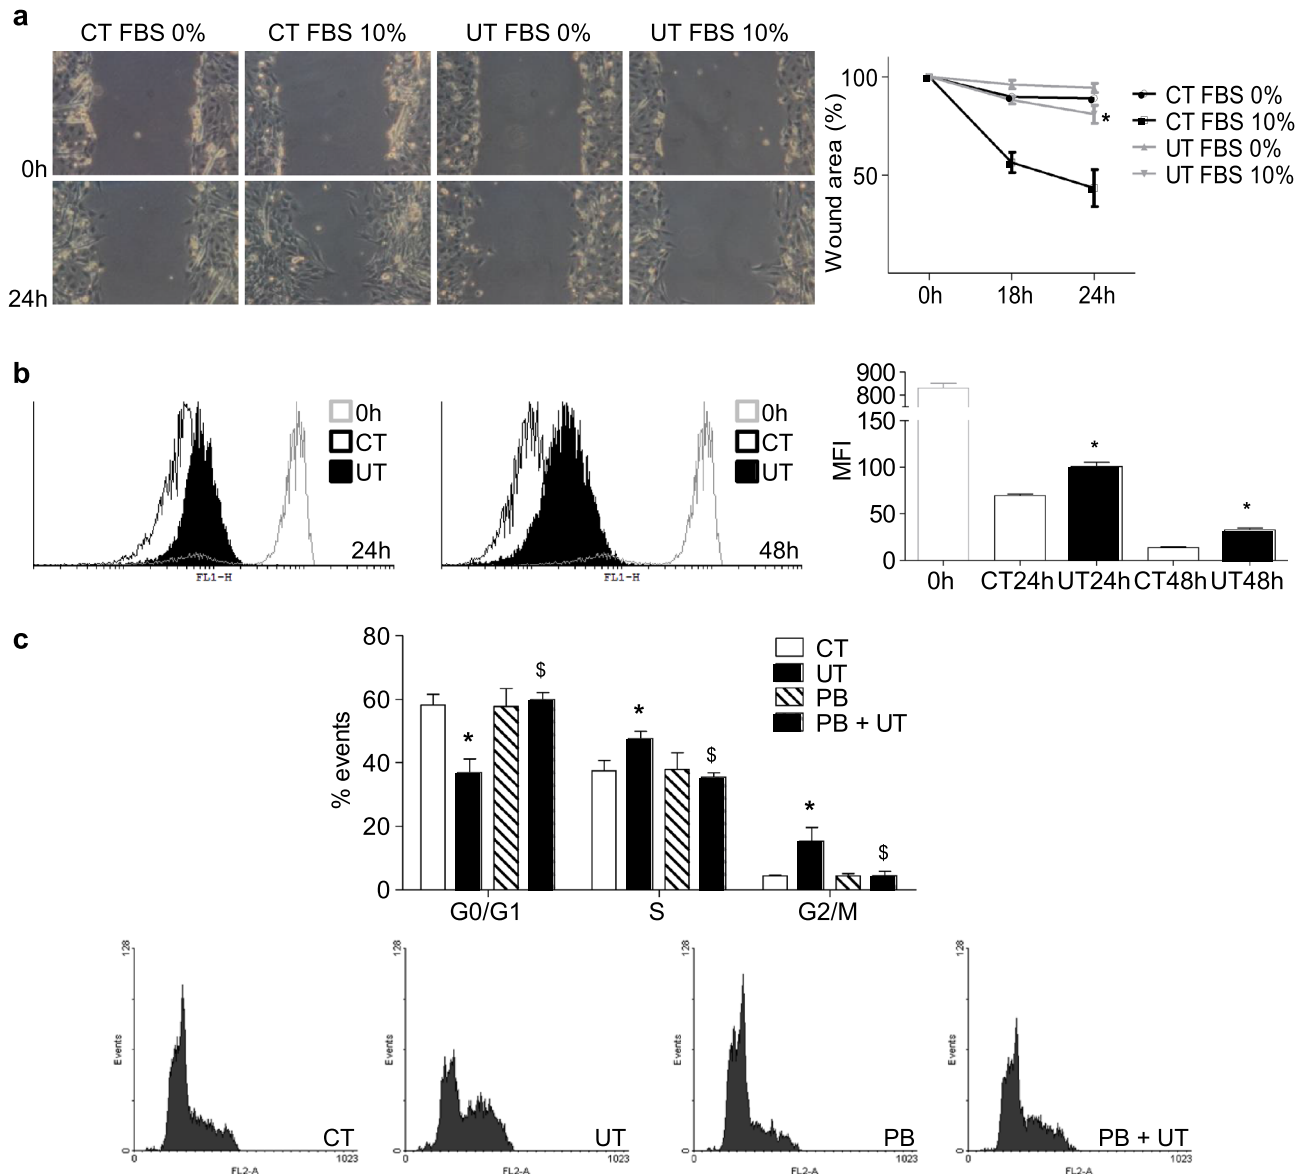 a
CT FBS 0%
CT FBS 10%
UT FBS 0%
UT FBS 10%
0h
24h
Wound area (%)
100
50
0h
18h
24h
*
CT FBS 0%
CT FBS 10%
UT FBS 0%
UT FBS 10%
b
0h
CT
UT
24h
FL1-H
0h
CT
UT
48h
FL1-H
MFI
900
800
150
100
50
0
*
*
0h
CT24h
UT24h
CT48h
UT48h
c
% events
80
60
40
20
0
*
$
*
$
*
$
G0/G1
S
G2/M
CT
UT
PB
PB + UT
128
Events
0
0
1023
FL2-A
CT
128
Events
0
0
1023
FL2-A
UT
128
Events
0
0
1023
FL2-A
PB
128
Events
0
0
1023
FL2-A
PB + UT